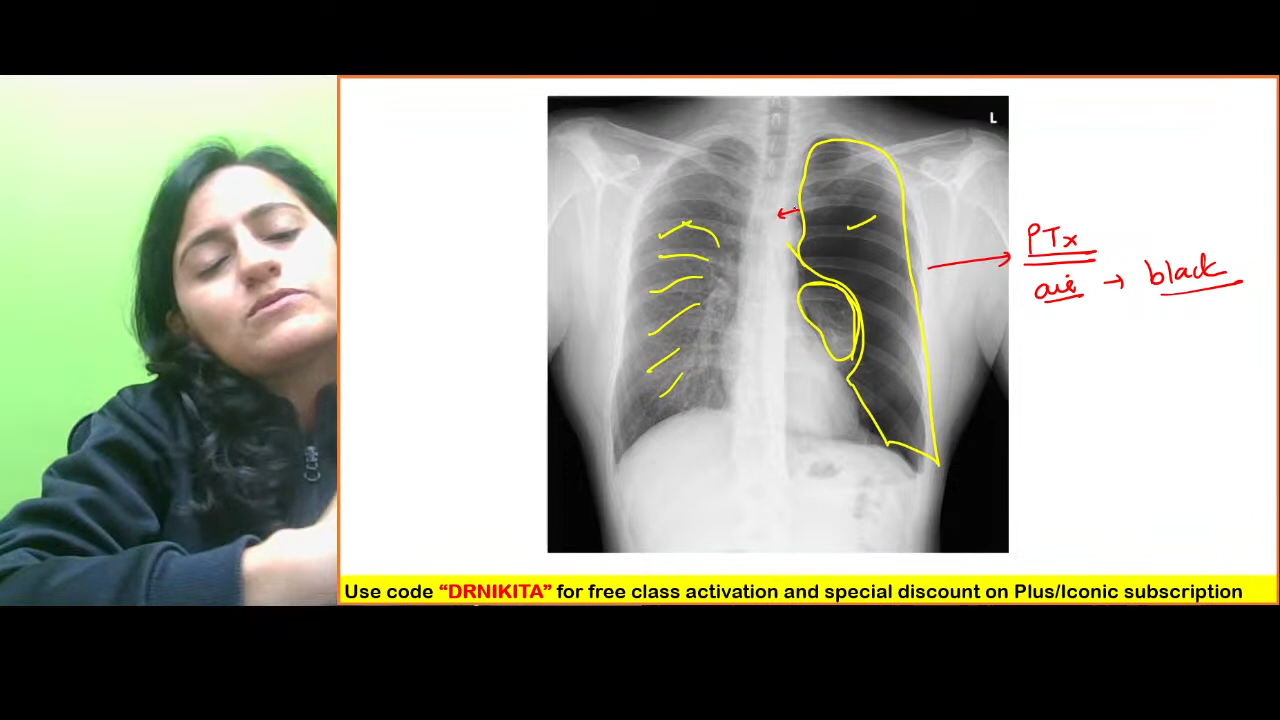 L
PTx
air → black
Use code “DRNIKITA” for free class activation and special discount on Plus/Iconic subscription